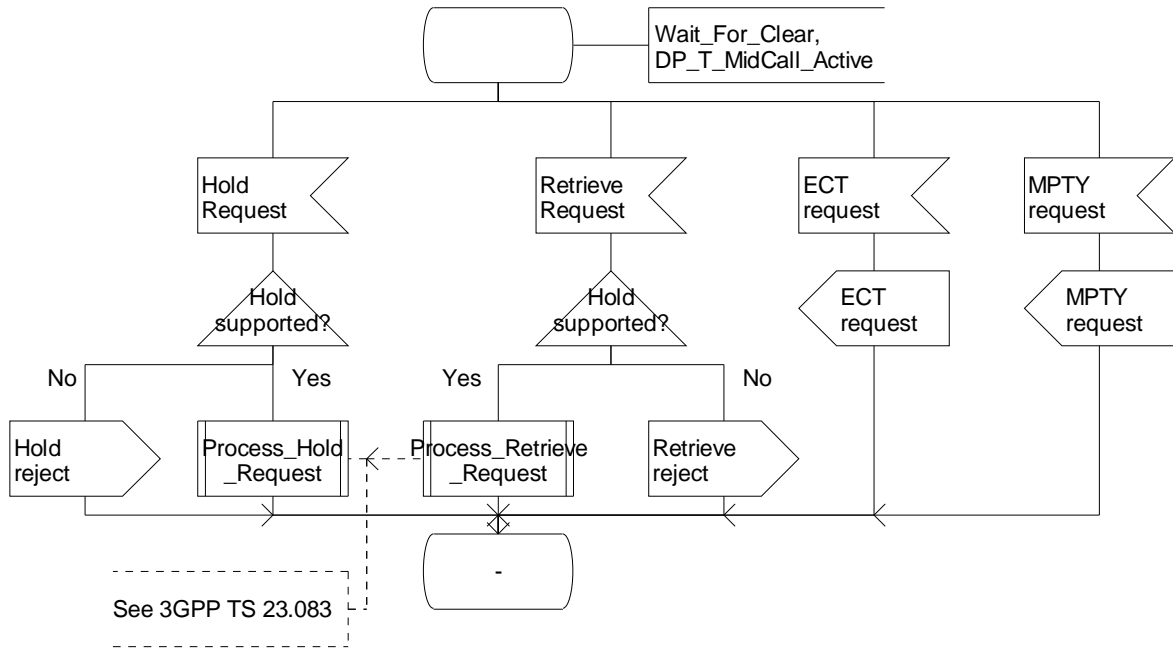 Wait_For_Clear,
DP_T_MidCall_Active
Hold
Request
Retrieve
Request
ECT
request
MPTY
request
Hold
supported?
Hold
supported?
ECT
request
MPTY
request
No
Yes
Yes
No
Hold
reject
Process_Hold
_Request
Process_Retrieve
_Request
Retrieve
reject
-
See 3GPP TS 23.083